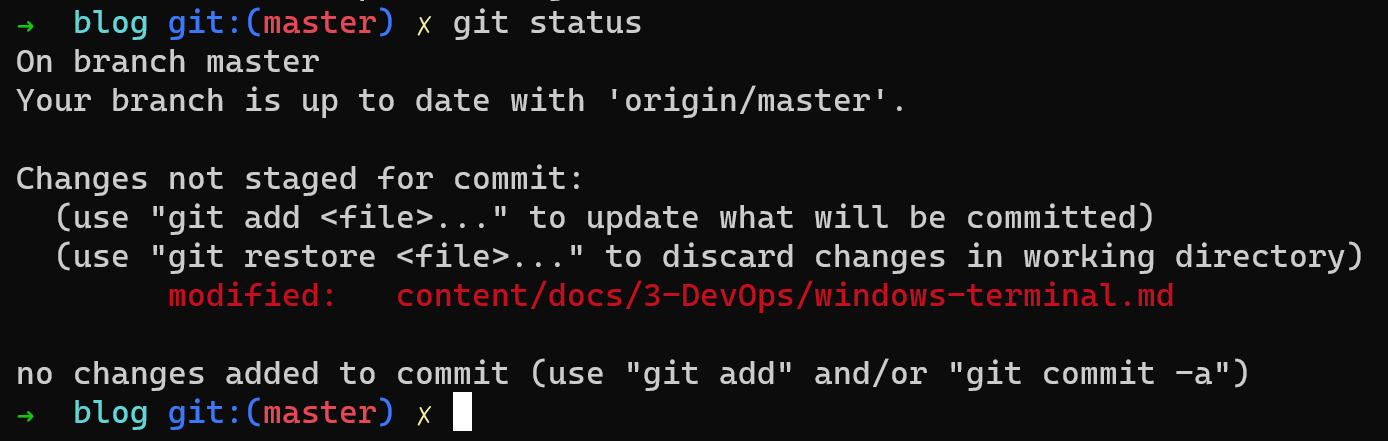 → blog git:(master) ✗ git status
On branch master
Your branch is up to date with 'origin/master'.
Changes not staged for commit:
(use "git add <file>..." to update what will be committed)
(use "git restore <file>..." to discard changes in working directory)
modified: content/docs/3-DevOps/windows-terminal.md
no changes added to commit (use "git add" and/or "git commit -a")
→ blog git:(master) ✗